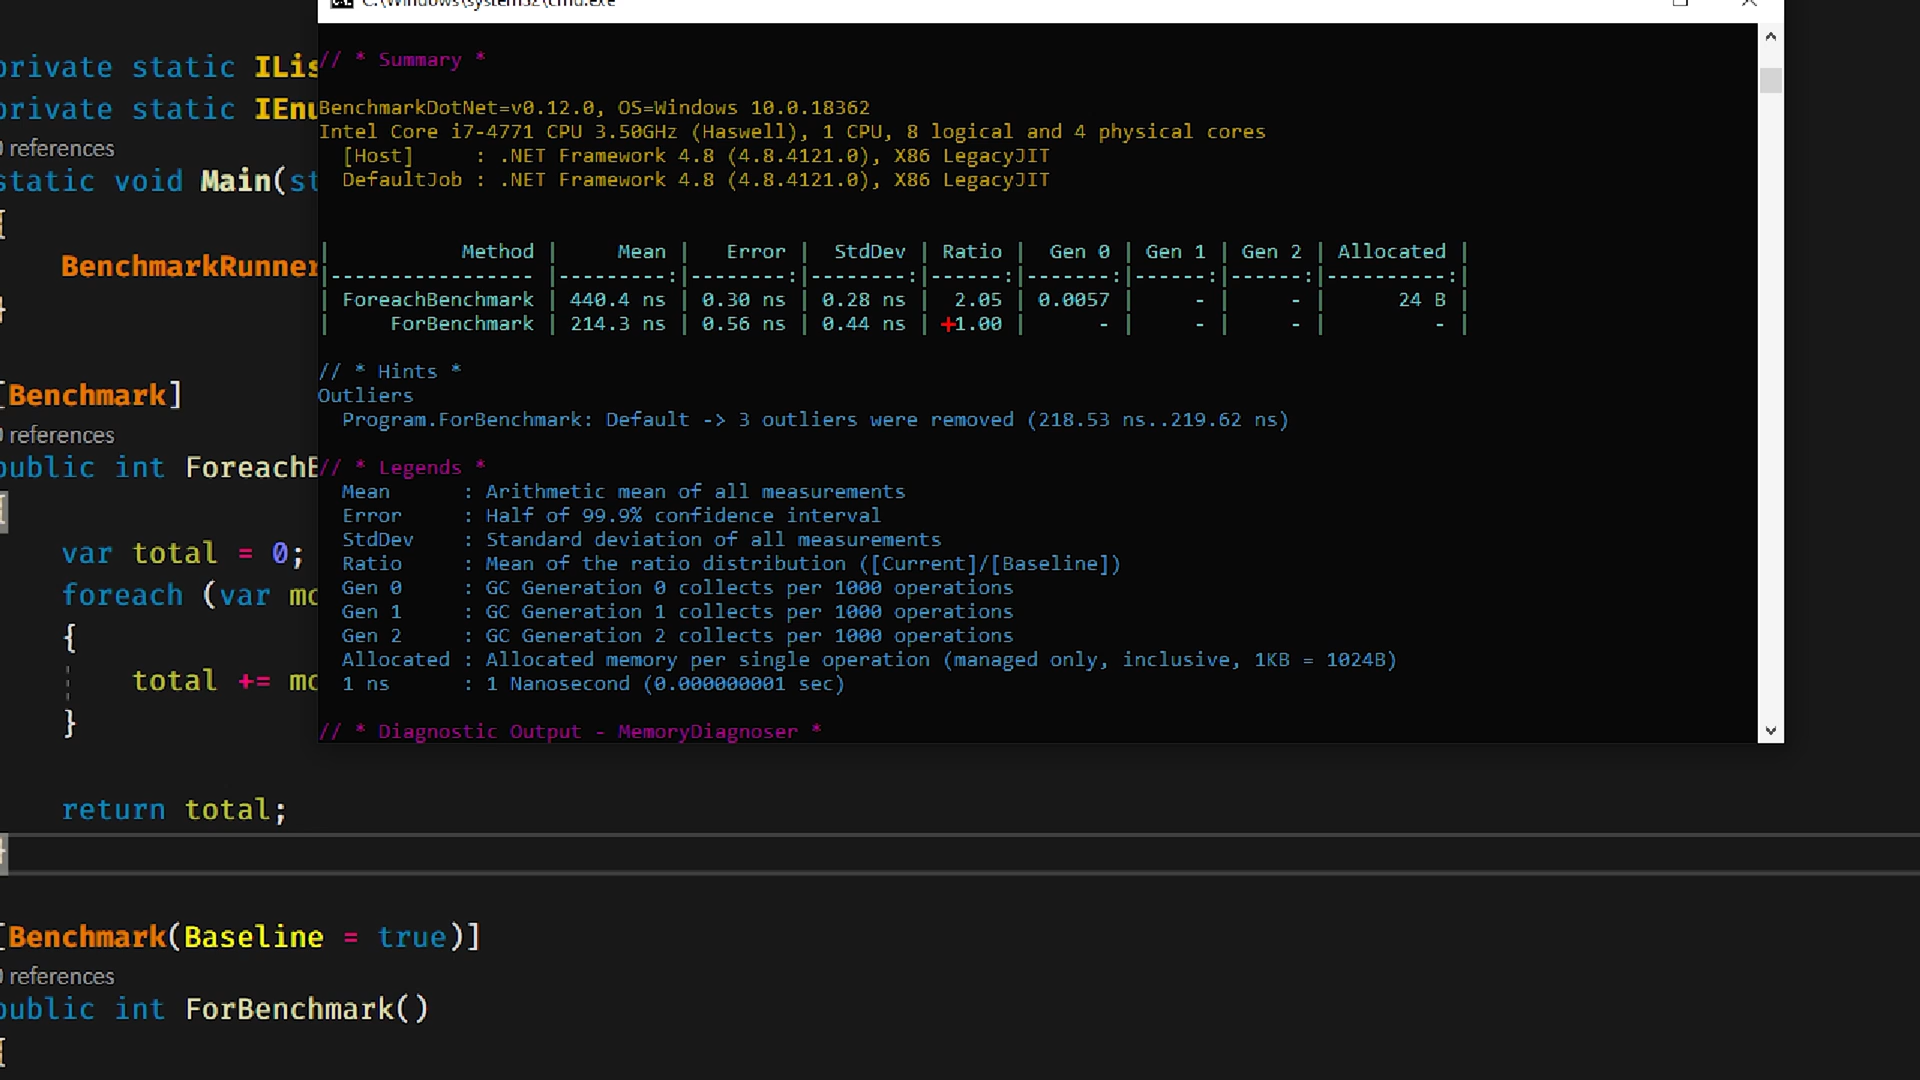 C:\Windows\system32\cmd.exe
private static ILis
private static IEnu
0 references
static void Main(st
{
BenchmarkRunner
}
[Benchmark]
0 references
public int ForeachB
{
var total = 0;
foreach (var mo
{
total += mo
}
return total;
}
[Benchmark(Baseline = true)]
0 references
public int ForBenchmark()
{
// * Summary *
BenchmarkDotNet=v0.12.0, OS=Windows 10.0.18362
Intel Core i7-4771 CPU 3.50GHz (Haswell), 1 CPU, 8 logical and 4 physical cores
[Host]     : .NET Framework 4.8 (4.8.4121.0), X86 LegacyJIT
DefaultJob : .NET Framework 4.8 (4.8.4121.0), X86 LegacyJIT
|           Method |     Mean |   Error |  StdDev | Ratio |  Gen 0 | Gen 1 | Gen 2 | Allocated |
|----------------- |---------:|--------:|--------:|------:|-------:|------:|------:|----------:|
| ForeachBenchmark | 440.4 ns | 0.30 ns | 0.28 ns |  2.05 | 0.0057 |     - |     - |      24 B |
|     ForBenchmark | 214.3 ns | 0.56 ns | 0.44 ns |  1.00 |      - |     - |     - |         - |
// * Hints *
Outliers
Program.ForBenchmark: Default -> 3 outliers were removed (218.53 ns..219.62 ns)
// * Legends *
Mean      : Arithmetic mean of all measurements
Error     : Half of 99.9% confidence interval
StdDev    : Standard deviation of all measurements
Ratio     : Mean of the ratio distribution ([Current]/[Baseline])
Gen 0     : GC Generation 0 collects per 1000 operations
Gen 1     : GC Generation 1 collects per 1000 operations
Gen 2     : GC Generation 2 collects per 1000 operations
Allocated : Allocated memory per single operation (managed only, inclusive, 1KB = 1024B)
1 ns      : 1 Nanosecond (0.000000001 sec)
// * Diagnostic Output - MemoryDiagnoser *